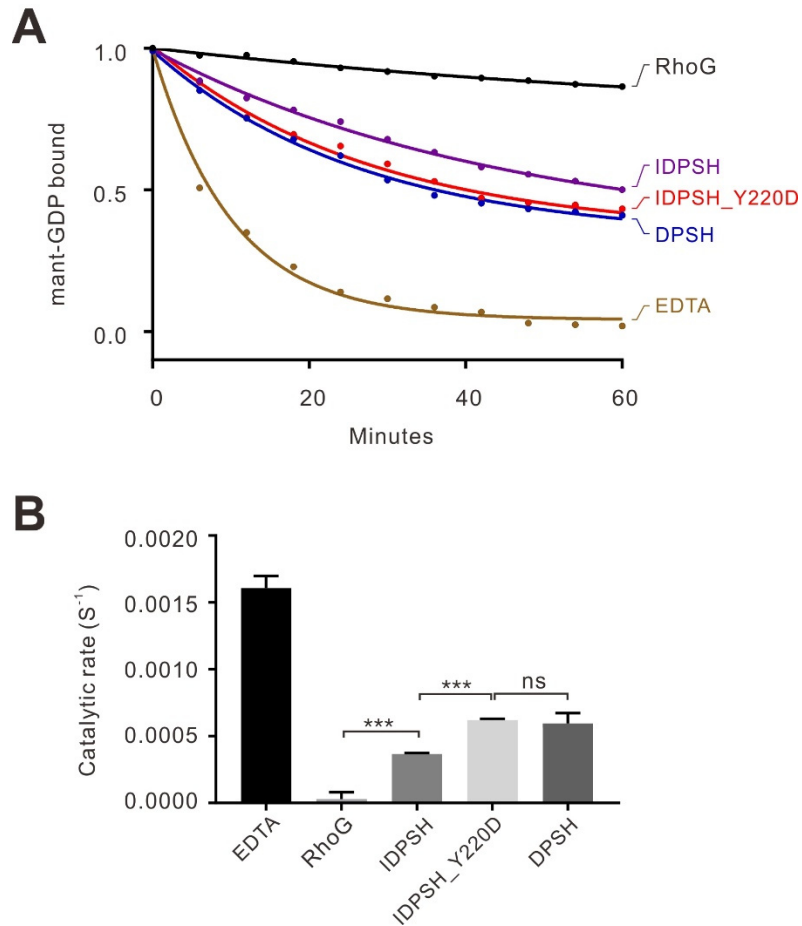 A
1.0
0.5
0.0
mant-GDP bound
RhoG
IDPSH
IDPSH_Y220D
DPSH
EDTA
0 20 40 60
Minutes
B
0.0020
0.0015
0.0010
0.0005
0.0000
Catalytic rate (S⁻¹)
*** *** ns
EDTA
RhoG
IDPSH
IDPSH_Y220D
DPSH